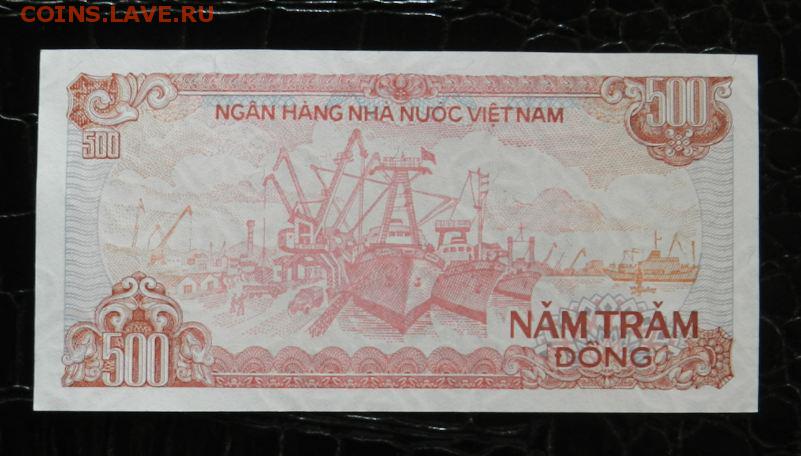 COINS.LAVE.RU
500
NGÂN HÀNG NHÀ NƯỚC VIỆT NAM
500
500
NĂM TRĂM
ĐỒNG